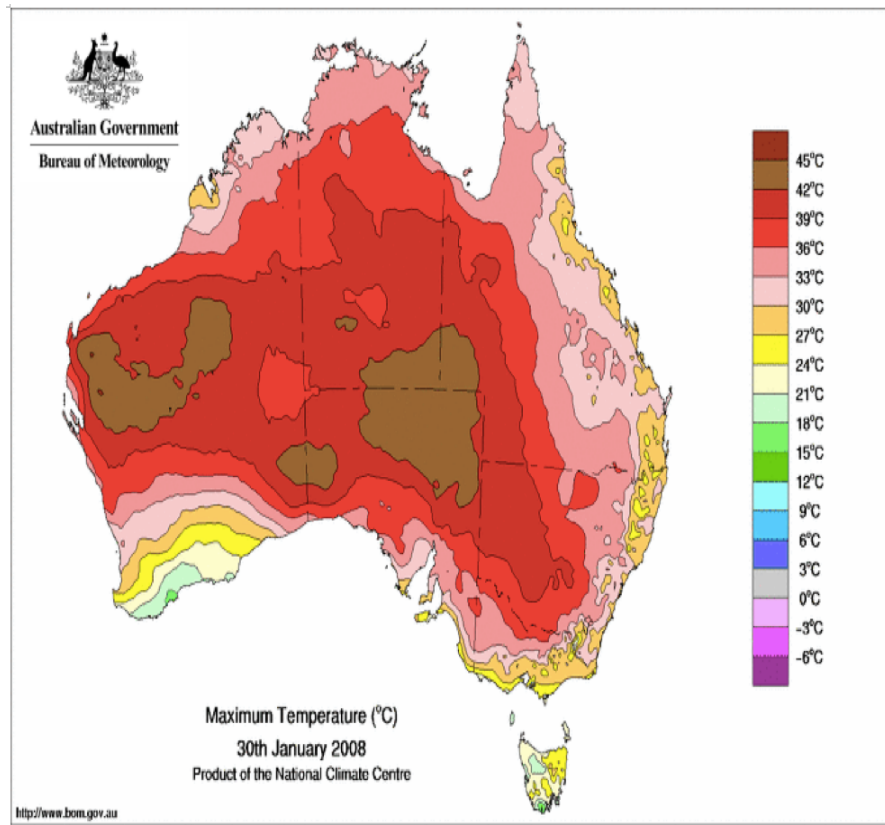 Australian Government
Bureau of Meteorology
45°C
42°C
39°C
36°C
33°C
30°C
27°C
24°C
21°C
18°C
15°C
12°C
9°C
6°C
3°C
0°C
-3°C
-6°C
Maximum Temperature (°C)
30th January 2008
Product of the National Climate Centre
http://www.bom.gov.au